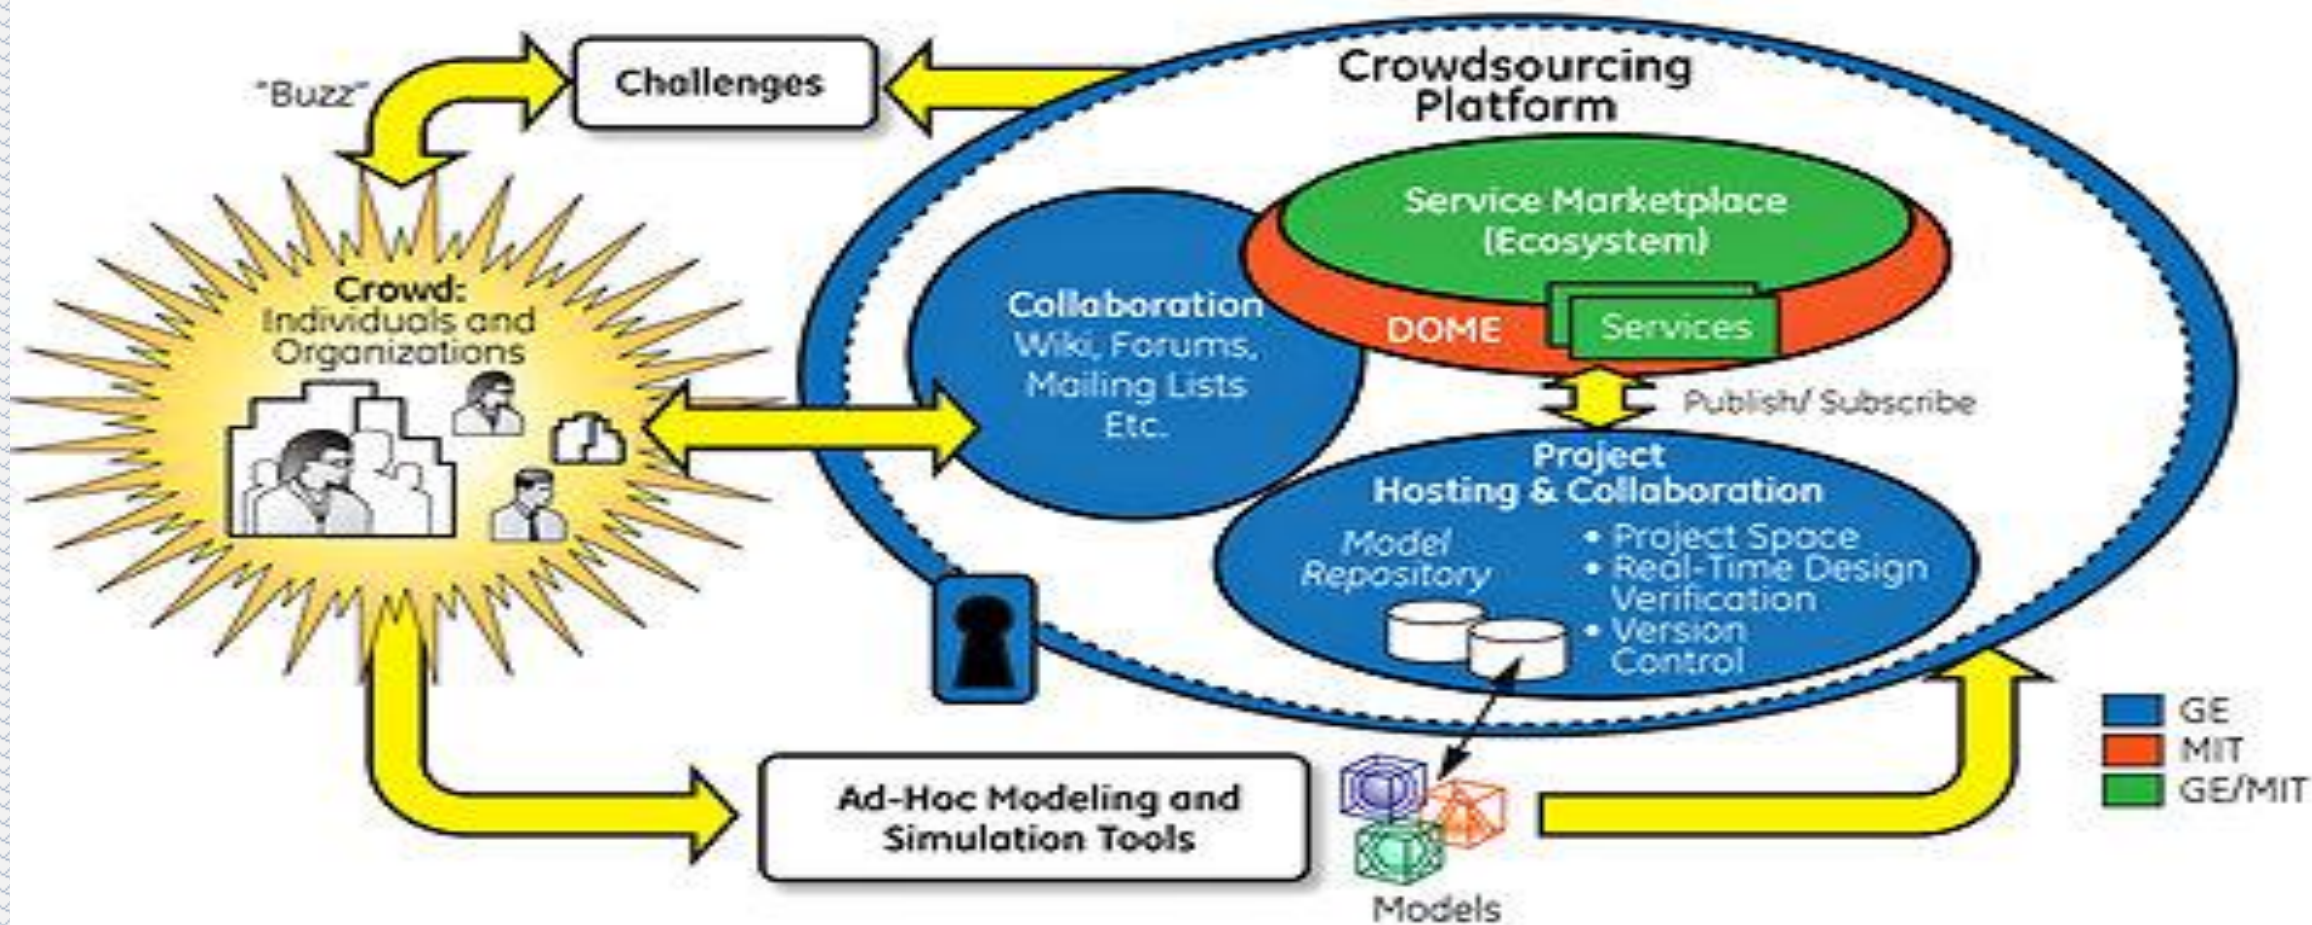 "Buzz"
Challenges
Crowdsourcing
Platform
Service Marketplace
(Ecosystem)
DOME
Services
Collaboration
Wiki, Forums,
Mailing Lists
Etc.
Crowd:
Individuals and
Organizations
Publish/ Subscribe
Project
Hosting & Collaboration
Model
Repository
• Project Space
• Real-Time Design
Verification
• Version
Control
Ad-Hoc Modeling and
Simulation Tools
Models
GE
MIT
GE/MIT